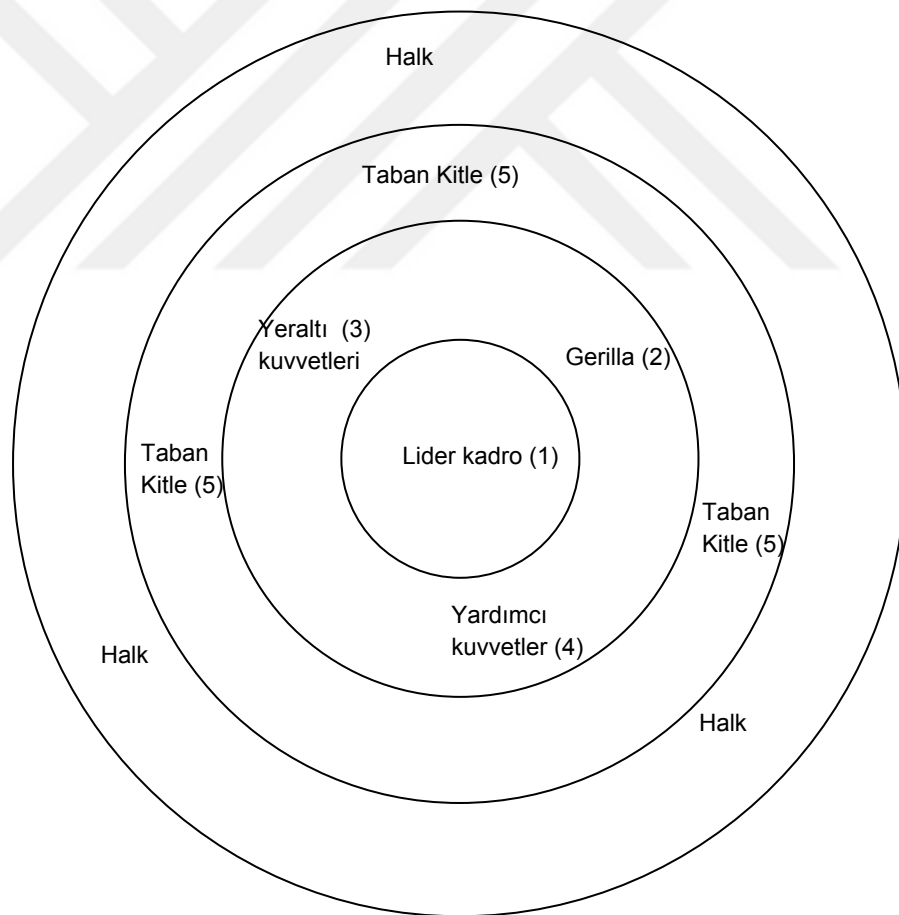 Halk
Taban Kitle (5)
Yeraltı (3)
kuvvetleri
Gerilla (2)
Lider kadro (1)
Taban
Kitle (5)
Taban
Kitle (5)
Yardımcı
kuvvetler (4)
Halk
Halk